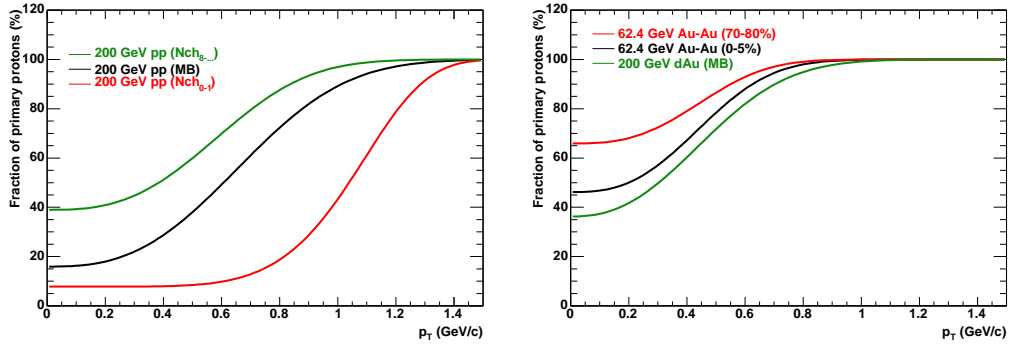 Fraction of primary protons (%)
120
100
80
60
40
20
0
200 GeV pp (Nch8-...)
200 GeV pp (MB)
200 GeV pp (Nch0-1)
0 0.2 0.4 0.6 0.8 1 1.2 1.4
pT (GeV/c)
Fraction of primary protons (%)
120
100
80
60
40
20
0
62.4 GeV Au-Au (70-80%)
62.4 GeV Au-Au (0-5%)
200 GeV dAu (MB)
0 0.2 0.4 0.6 0.8 1 1.2 1.4
pT (GeV/c)